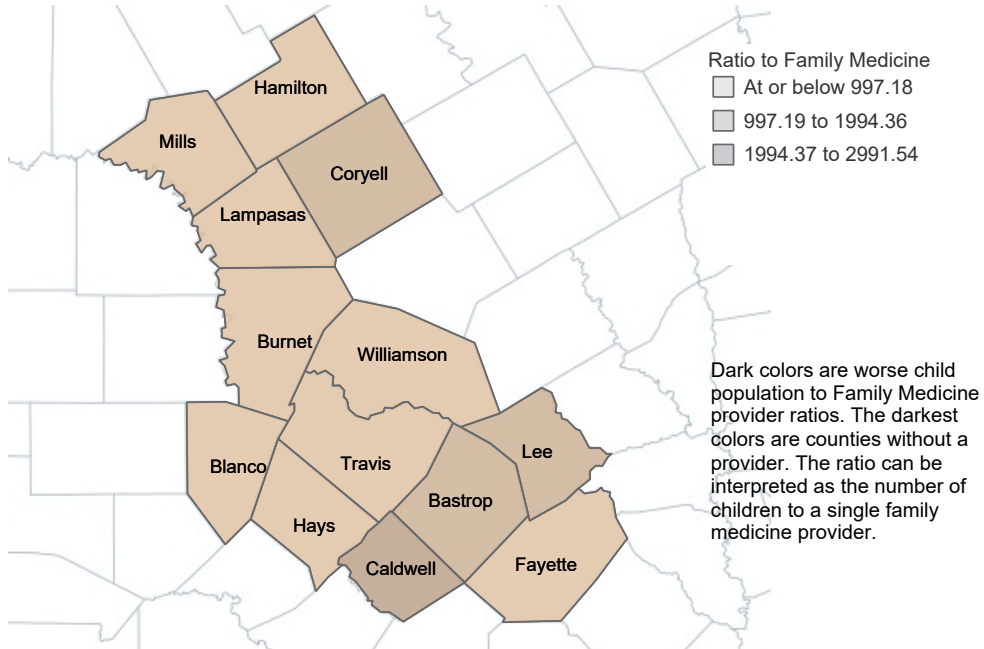 Ratio to Family Medicine
At or below 997.18
997.19 to 1994.36
1994.37 to 2991.54
Hamilton
Mills
Coryell
Lampasas
Burnet
Williamson
Lee
Blanco
Travis
Bastrop
Hays
Caldwell
Fayette
Dark colors are worse child
population to Family Medicine
provider ratios. The darkest
colors are counties without a
provider. The ratio can be
interpreted as the number of
children to a single family
medicine provider.